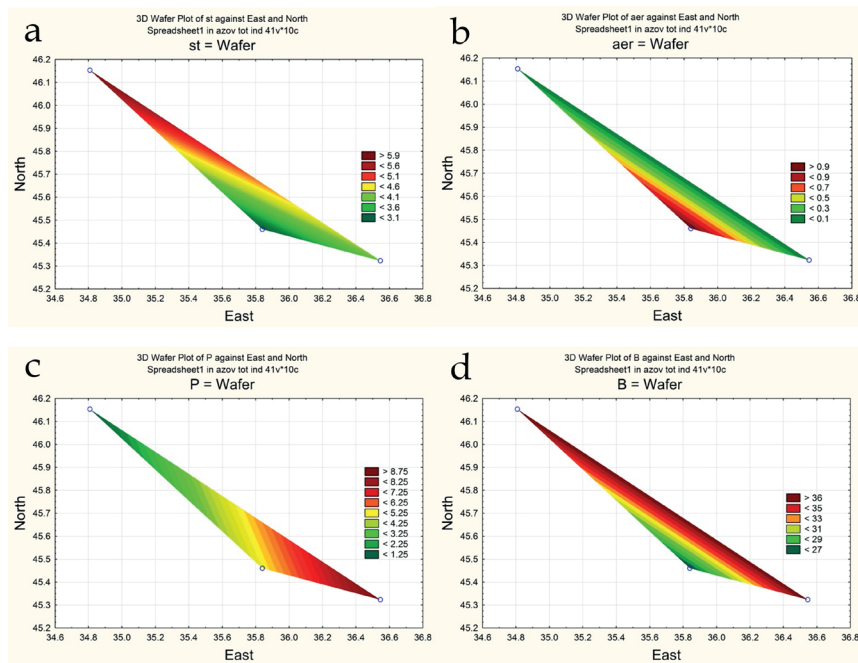 a
3D Wafer Plot of st against East and North
Spreadsheet1 in azov tot ind 41v*10c
st = Wafer
46.2
46.1
46.0
45.9
45.8
45.7
45.6
45.5
45.4
45.3
45.2
North
34.6 34.8 35.0 35.2 35.4 35.6 35.8 36.0 36.2 36.4 36.6 36.8
East
> 5.9
< 5.6
< 5.1
< 4.6
< 4.1
< 3.6
< 3.1
b
3D Wafer Plot of aer against East and North
Spreadsheet1 in azov tot ind 41v*10c
aer = Wafer
46.2
46.1
46.0
45.9
45.8
45.7
45.6
45.5
45.4
45.3
45.2
North
34.6 34.8 35.0 35.2 35.4 35.6 35.8 36.0 36.2 36.4 36.6 36.8
East
> 0.9
< 0.9
< 0.7
< 0.5
< 0.3
< 0.1
c
3D Wafer Plot of P against East and North
Spreadsheet1 in azov tot ind 41v*10c
P = Wafer
46.2
46.1
46.0
45.9
45.8
45.7
45.6
45.5
45.4
45.3
45.2
North
34.6 34.8 35.0 35.2 35.4 35.6 35.8 36.0 36.2 36.4 36.6 36.8
East
> 8.75
< 8.25
< 7.25
< 6.25
< 5.25
< 4.25
< 3.25
< 2.25
< 1.25
d
3D Wafer Plot of B against East and North
Spreadsheet1 in azov tot ind 41v*10c
B = Wafer
46.2
46.1
46.0
45.9
45.8
45.7
45.6
45.5
45.4
45.3
45.2
North
34.6 34.8 35.0 35.2 35.4 35.6 35.8 36.0 36.2 36.4 36.6 36.8
East
> 36
< 35
< 33
< 31
< 29
< 27